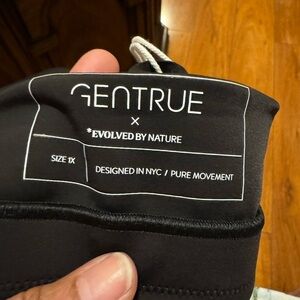 GENTRUE
×
*EVOLVED BY NATURE
SIZE 1X
DESIGNED IN NYC / PURE MOVEMENT